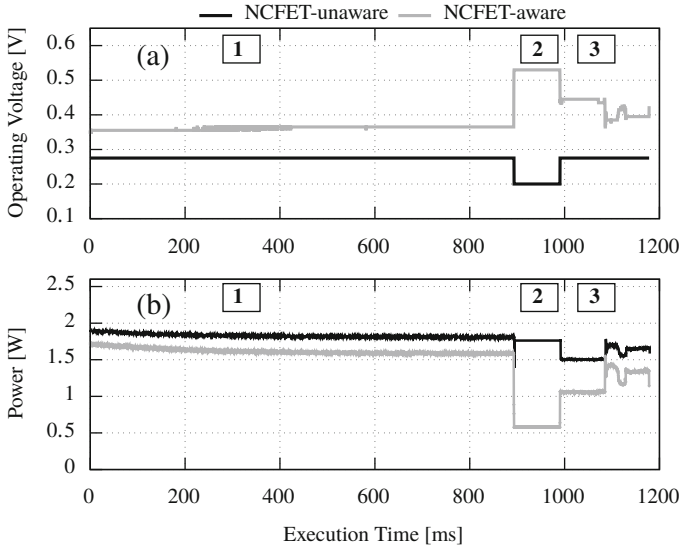 NCFET-unaware NCFET-aware
Operating Voltage [V]
0.6
0.5
0.4
0.3
0.2
0.1
(a)
1
2
3
0 200 400 600 800 1000 1200
Power [W]
2.5
2
1.5
1
0.5
0
(b)
1
2
3
0 200 400 600 800 1000 1200
Execution Time [ms]